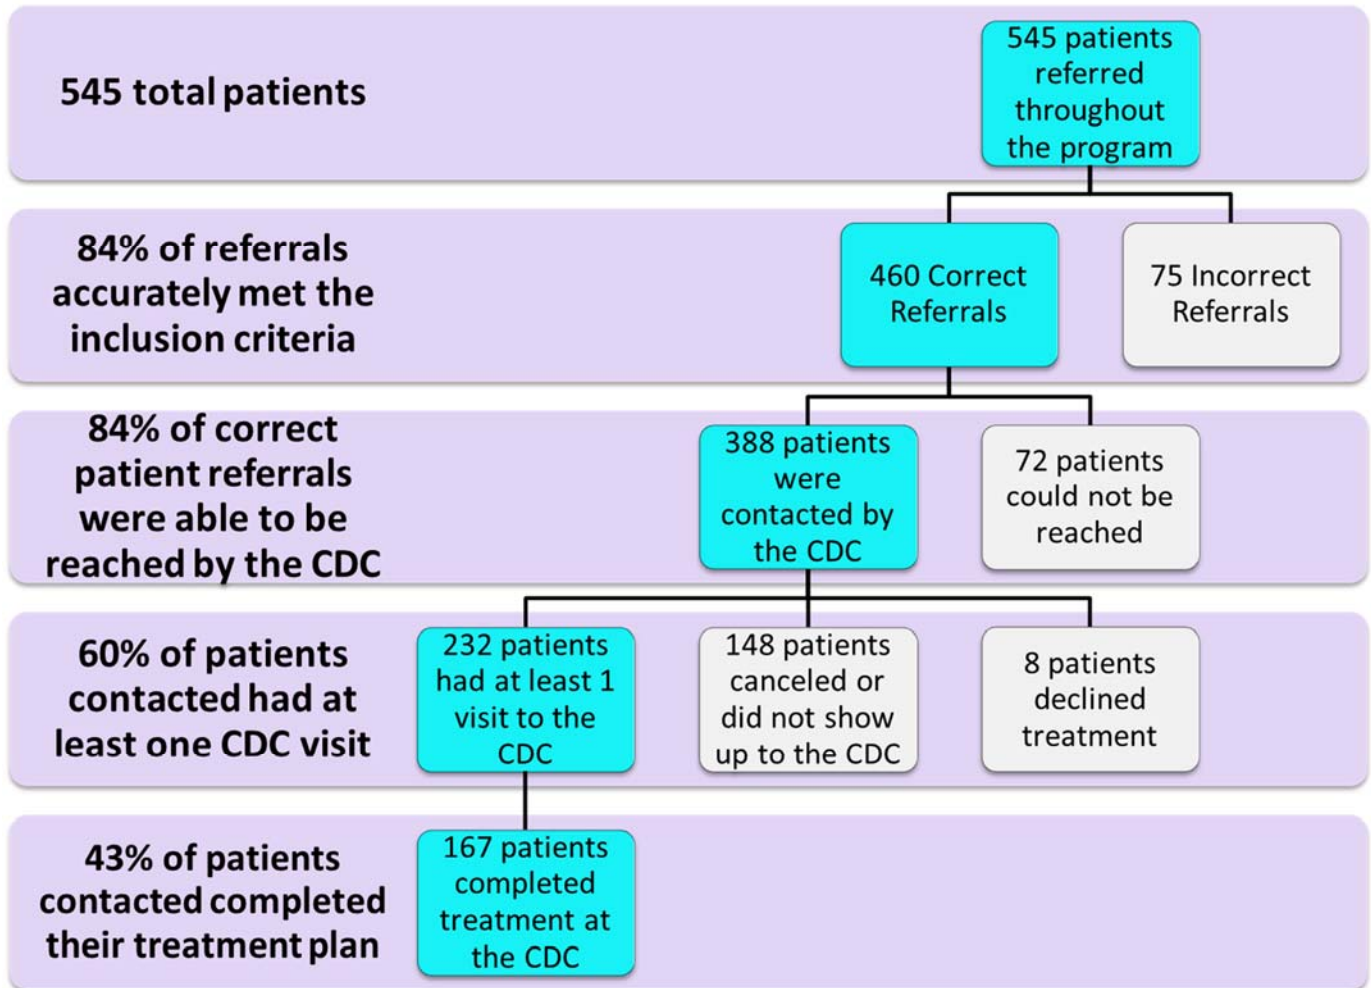 545 total patients
545 patients
referred
throughout
the program
84% of referrals
accurately met the
inclusion criteria
460 Correct
Referrals
75 Incorrect
Referrals
84% of correct
patient referrals
were able to be
reached by the CDC
388 patients
were
contacted by
the CDC
72 patients
could not be
reached
60% of patients
contacted had at
least one CDC visit
232 patients
had at least 1
visit to the
CDC
148 patients
canceled or
did not show
up to the CDC
8 patients
declined
treatment
43% of patients
contacted completed
their treatment plan
167 patients
completed
treatment at
the CDC